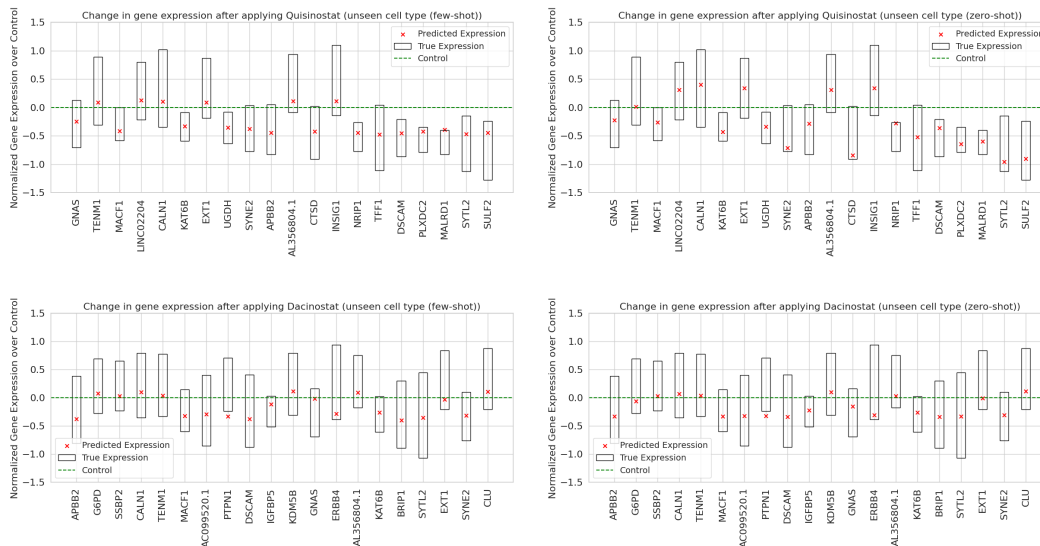 Change in gene expression after applying Quisinostat (unseen cell type (few-shot))
Normalized Gene Expression over Control
1.5
1.0
0.5
0.0
−0.5
−1.0
−1.5
Predicted Expression
True Expression
Control
GNAS
TENM1
MACF1
LINC02204
CALN1
KAT6B
EXT1
UGDH
SYNE2
APBB2
AL356804.1
CTSD
INSIG1
NRIP1
TFF1
DSCAM
PLXDC2
MALRD1
SYTL2
SULF2
Change in gene expression after applying Quisinostat (unseen cell type (zero-shot))
Normalized Gene Expression over Control
1.5
1.0
0.5
0.0
−0.5
−1.0
−1.5
Predicted Expression
True Expression
Control
GNAS
TENM1
MACF1
LINC02204
CALN1
KAT6B
EXT1
UGDH
SYNE2
APBB2
AL356804.1
CTSD
INSIG1
NRIP1
TFF1
DSCAM
PLXDC2
MALRD1
SYTL2
SULF2
Change in gene expression after applying Dacinostat (unseen cell type (few-shot))
Normalized Gene Expression over Control
1.5
1.0
0.5
0.0
−0.5
−1.0
−1.5
Predicted Expression
True Expression
Control
APBB2
G6PD
SSBP2
CALN1
TENM1
MACF1
AC099520.1
PTPN1
DSCAM
IGFBP5
KDM5B
GNAS
ERBB4
AL356804.1
KAT6B
BRIP1
SYTL2
EXT1
SYNE2
CLU
Change in gene expression after applying Dacinostat (unseen cell type (zero-shot))
Normalized Gene Expression over Control
1.5
1.0
0.5
0.0
−0.5
−1.0
−1.5
Predicted Expression
True Expression
Control
APBB2
G6PD
SSBP2
CALN1
TENM1
MACF1
AC099520.1
PTPN1
DSCAM
IGFBP5
KDM5B
GNAS
ERBB4
AL356804.1
KAT6B
BRIP1
SYTL2
EXT1
SYNE2
CLU